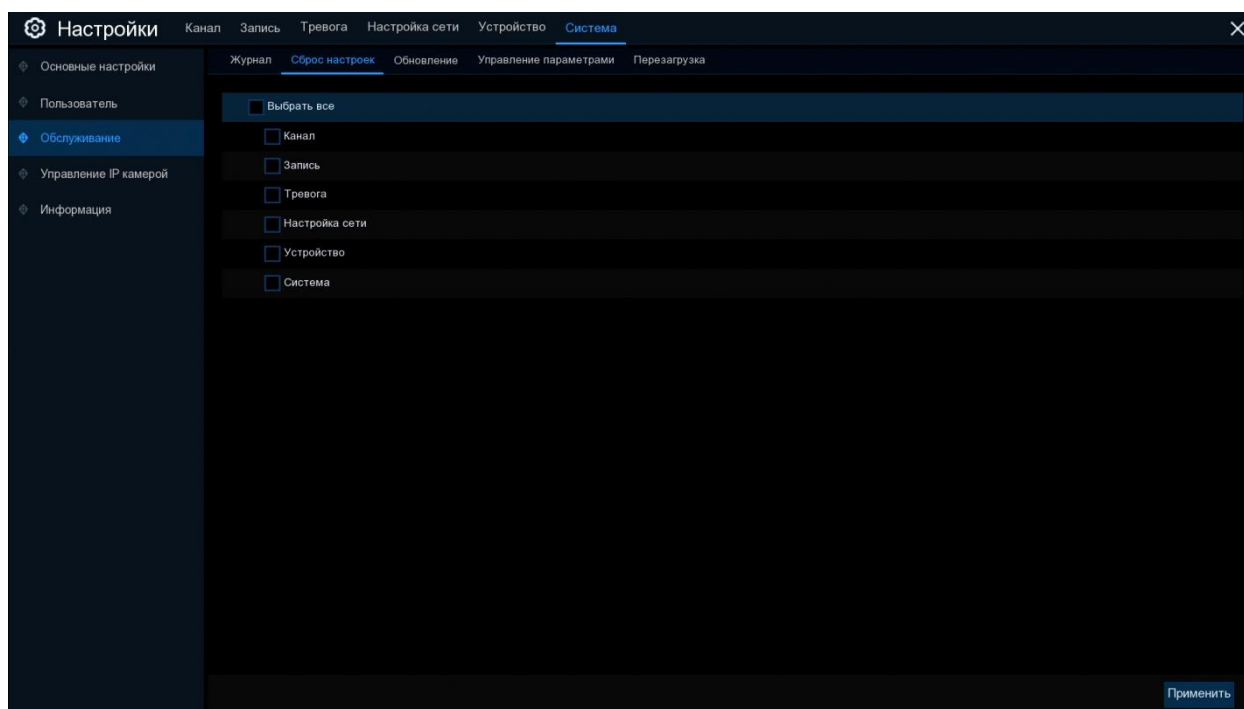 Настройки Канал Запись Тревога Настройка сети Устройство Система
Основные настройки
Пользователь
Обслуживание
Управление IP камерой
Информация
Журнал Сброс настроек Обновление Управление параметрами Перезагрузка
Выбрать все
Канал
Запись
Тревога
Настройка сети
Устройство
Система
Применить